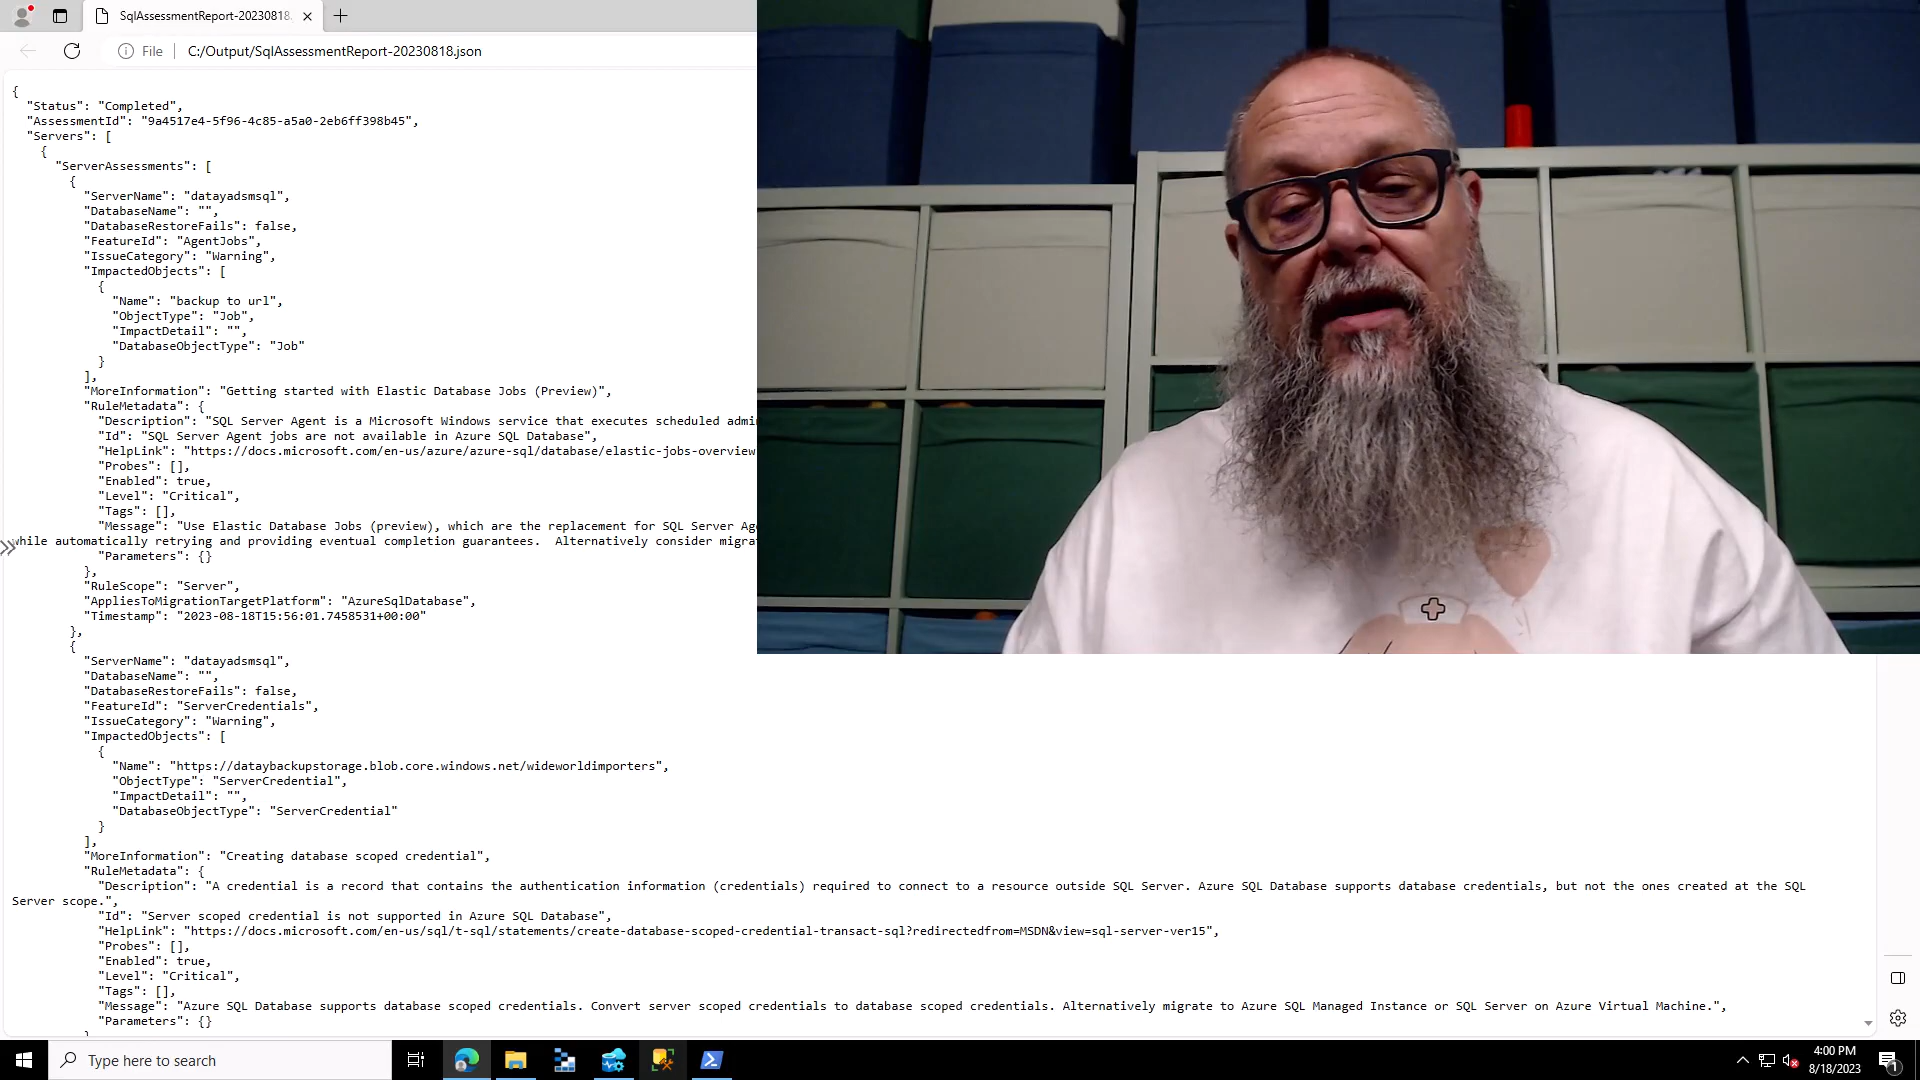 SqlAssessmentReport-20230818.
File
C:/Output/SqlAssessmentReport-20230818.json
{
"Status": "Completed",
"AssessmentId": "9a4517e4-5f96-4c85-a5a0-2eb6ff398b45",
"Servers": [
{
"ServerAssessments": [
{
"ServerName": "datayadsmsql",
"DatabaseName": "",
"DatabaseRestoreFails": false,
"FeatureId": "AgentJobs",
"IssueCategory": "Warning",
"ImpactedObjects": [
{
"Name": "backup to url",
"ObjectType": "Job",
"ImpactDetail": "",
"DatabaseObjectType": "Job"
}
],
"MoreInformation": "Getting started with Elastic Database Jobs (Preview)",
"RuleMetadata": {
"Description": "SQL Server Agent is a Microsoft Windows service that executes scheduled admi
"Id": "SQL Server Agent jobs are not available in Azure SQL Database",
"HelpLink": "https://docs.microsoft.com/en-us/azure/azure-sql/database/elastic-jobs-overview
"Probes": [],
"Enabled": true,
"Level": "Critical",
"Tags": [],
"Message": "Use Elastic Database Jobs (preview), which are the replacement for SQL Server Age
while automatically retrying and providing eventual completion guarantees.  Alternatively consider migra
"Parameters": {}
},
"RuleScope": "Server",
"AppliesToMigrationTargetPlatform": "AzureSqlDatabase",
"Timestamp": "2023-08-18T15:56:01.7458531+00:00"
},
{
"ServerName": "datayadsmsql",
"DatabaseName": "",
"DatabaseRestoreFails": false,
"FeatureId": "ServerCredentials",
"IssueCategory": "Warning",
"ImpactedObjects": [
{
"Name": "https://dataybackupstorage.blob.core.windows.net/wideworldimporters",
"ObjectType": "ServerCredential",
"ImpactDetail": "",
"DatabaseObjectType": "ServerCredential"
}
],
"MoreInformation": "Creating database scoped credential",
"RuleMetadata": {
"Description": "A credential is a record that contains the authentication information (credentials) required to connect to a resource outside SQL Server. Azure SQL Database supports database credentials, but not the ones created at the SQL
Server scope.",
"Id": "Server scoped credential is not supported in Azure SQL Database",
"HelpLink": "https://docs.microsoft.com/en-us/sql/t-sql/statements/create-database-scoped-credential-transact-sql?redirectedfrom=MSDN&view=sql-server-ver15",
"Probes": [],
"Enabled": true,
"Level": "Critical",
"Tags": [],
"Message": "Azure SQL Database supports database scoped credentials. Convert server scoped credentials to database scoped credentials. Alternatively migrate to Azure SQL Managed Instance or SQL Server on Azure Virtual Machine.",
"Parameters": {}
Type here to search
4:00 PM
8/18/2023
1